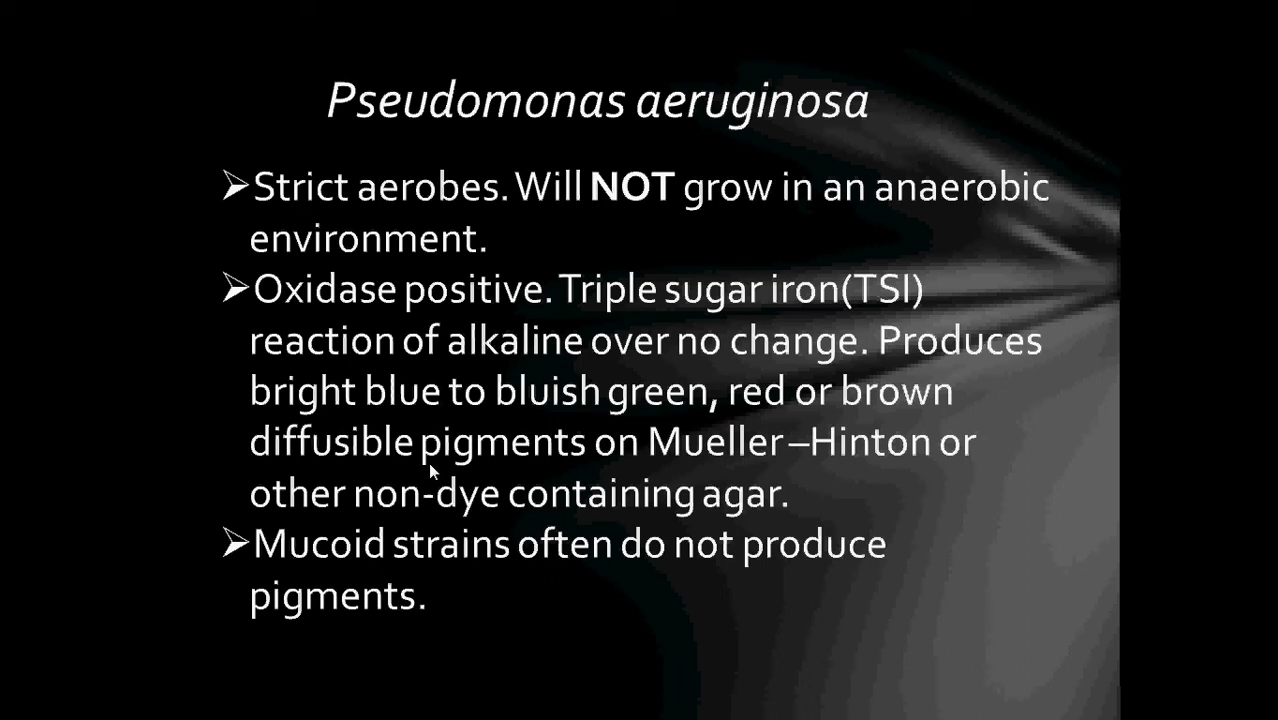 Pseudomonas aeruginosa
➢Strict aerobes. Will NOT grow in an anaerobic
environment.
➢Oxidase positive. Triple sugar iron(TSI)
reaction of alkaline over no change. Produces
bright blue to bluish green, red or brown
diffusible pigments on Mueller –Hinton or
other non-dye containing agar.
➢Mucoid strains often do not produce
pigments.